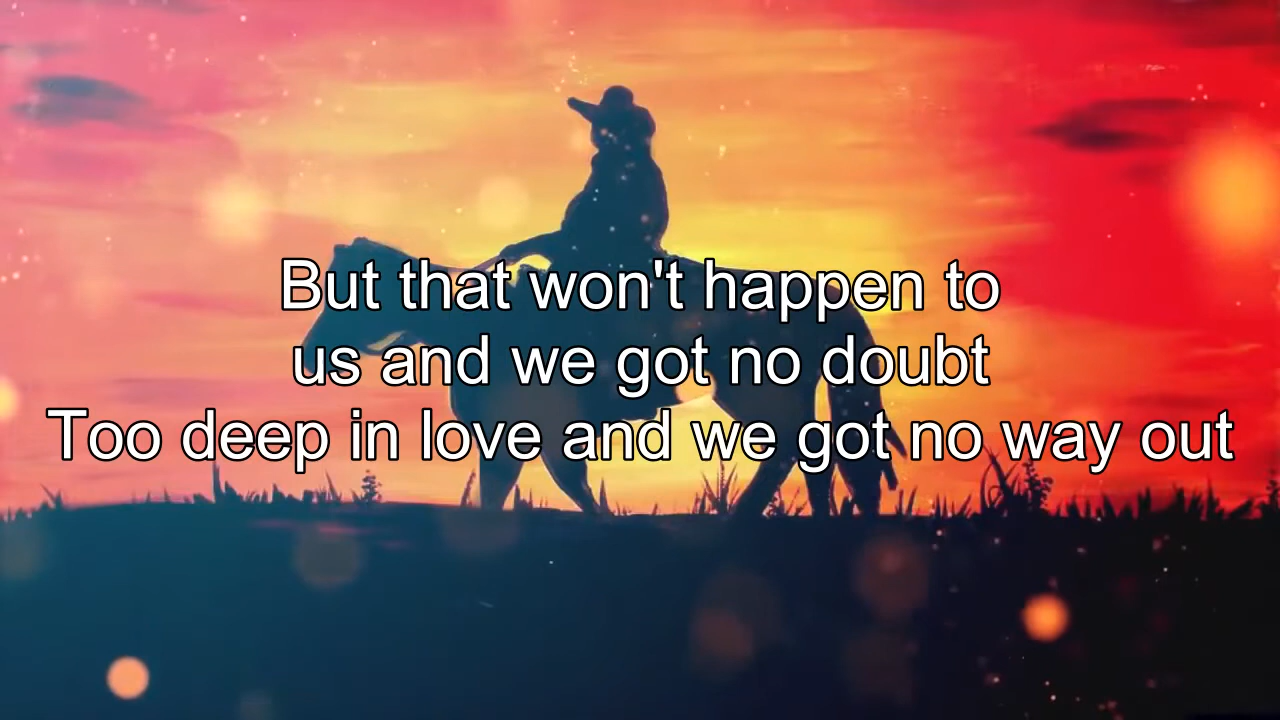 But that won't happen to
us and we got no doubt
Too deep in love and we got no way out